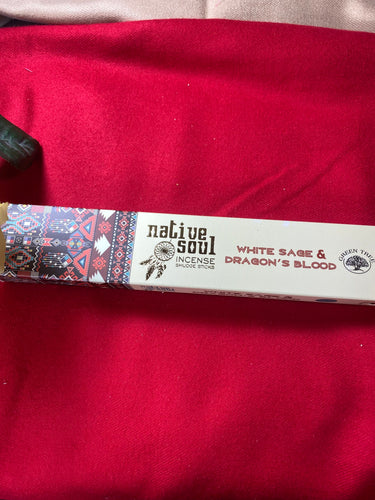 native
soul
INCENSE
SMUDGE STICKS
WHITE SAGE &
DRAGON'S BLOOD
GREEN TREE